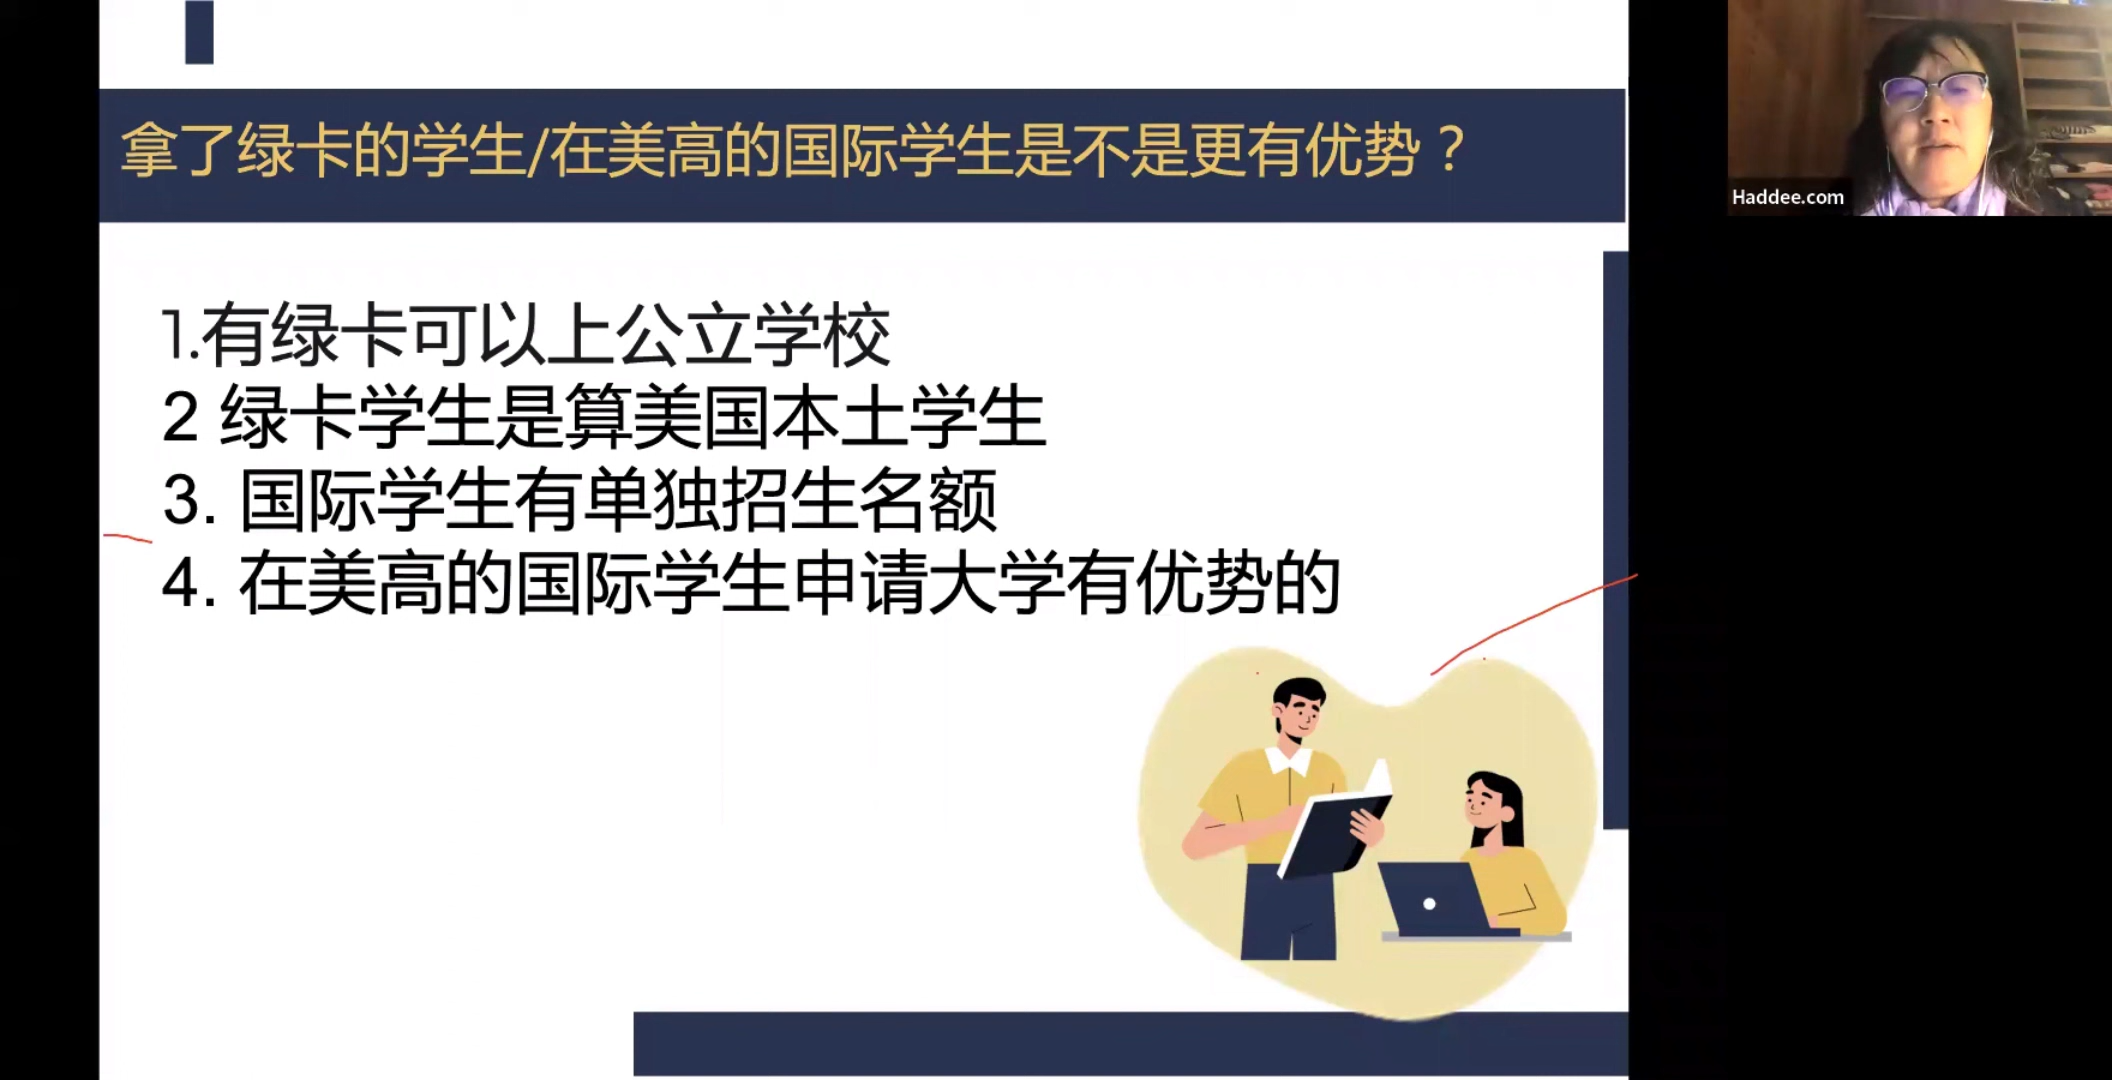 拿了绿卡的学生/在美高的国际学生是不是更有优势？
1.有绿卡可以上公立学校
2 绿卡学生是算美国本土学生
3. 国际学生有单独招生名额
4. 在美高的国际学生申请大学有优势的
Haddee.com